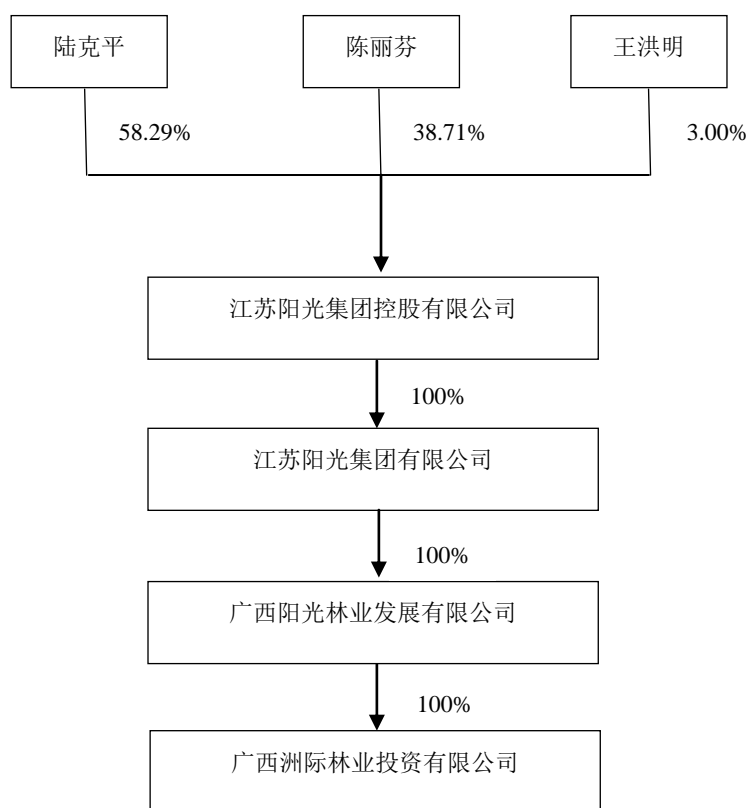 陆克平
陈丽芬
王洪明
58.29%
38.71%
3.00%
江苏阳光集团控股有限公司
100%
江苏阳光集团有限公司
100%
广西阳光林业发展有限公司
100%
广西洲际林业投资有限公司